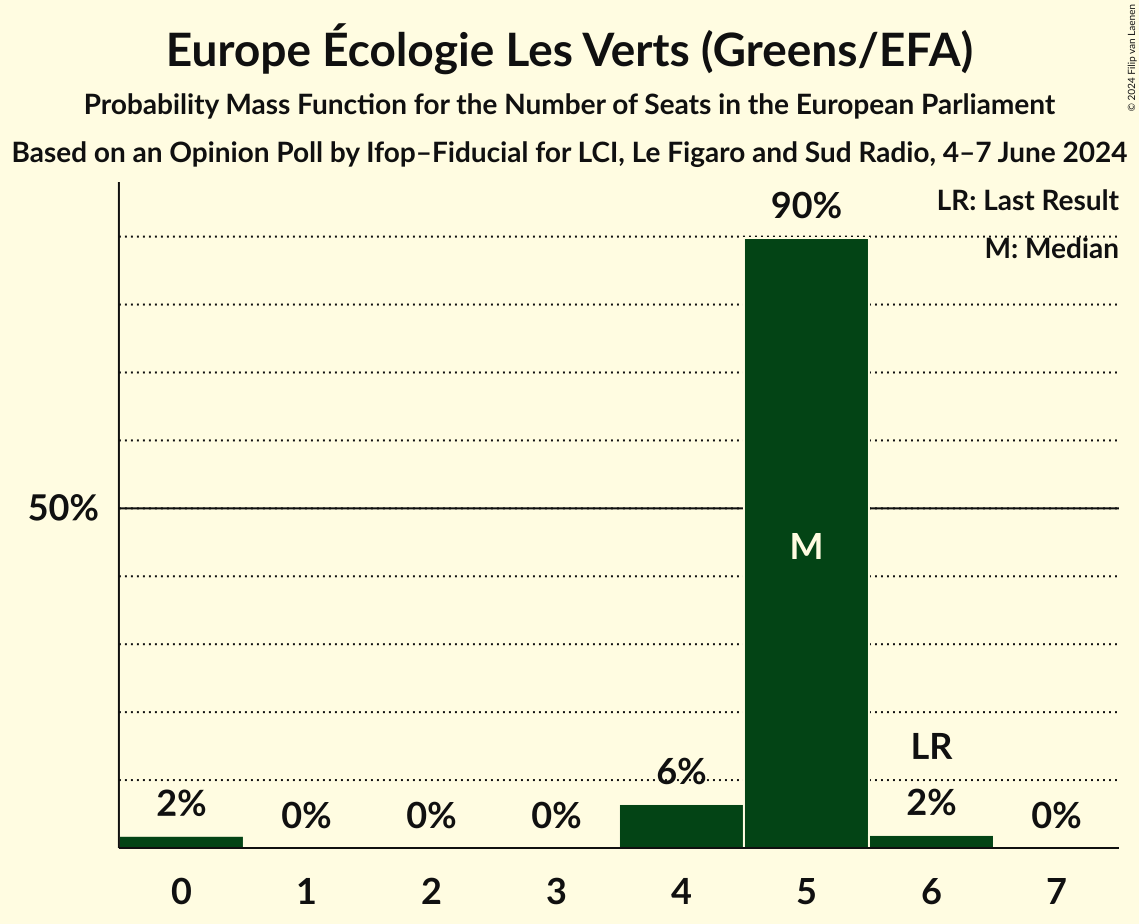 Europe Écologie Les Verts (Greens/EFA)
Probability Mass Function for the Number of Seats in the European Parliament
Based on an Opinion Poll by Ifop–Fiducial for LCI, Le Figaro and Sud Radio, 4–7 June 2024
© 2024 Filip van Laenen
LR: Last Result
M: Median
90%
50%
M
LR
2%
0%
0%
0%
6%
2%
0%
0 1 2 3 4 5 6 7